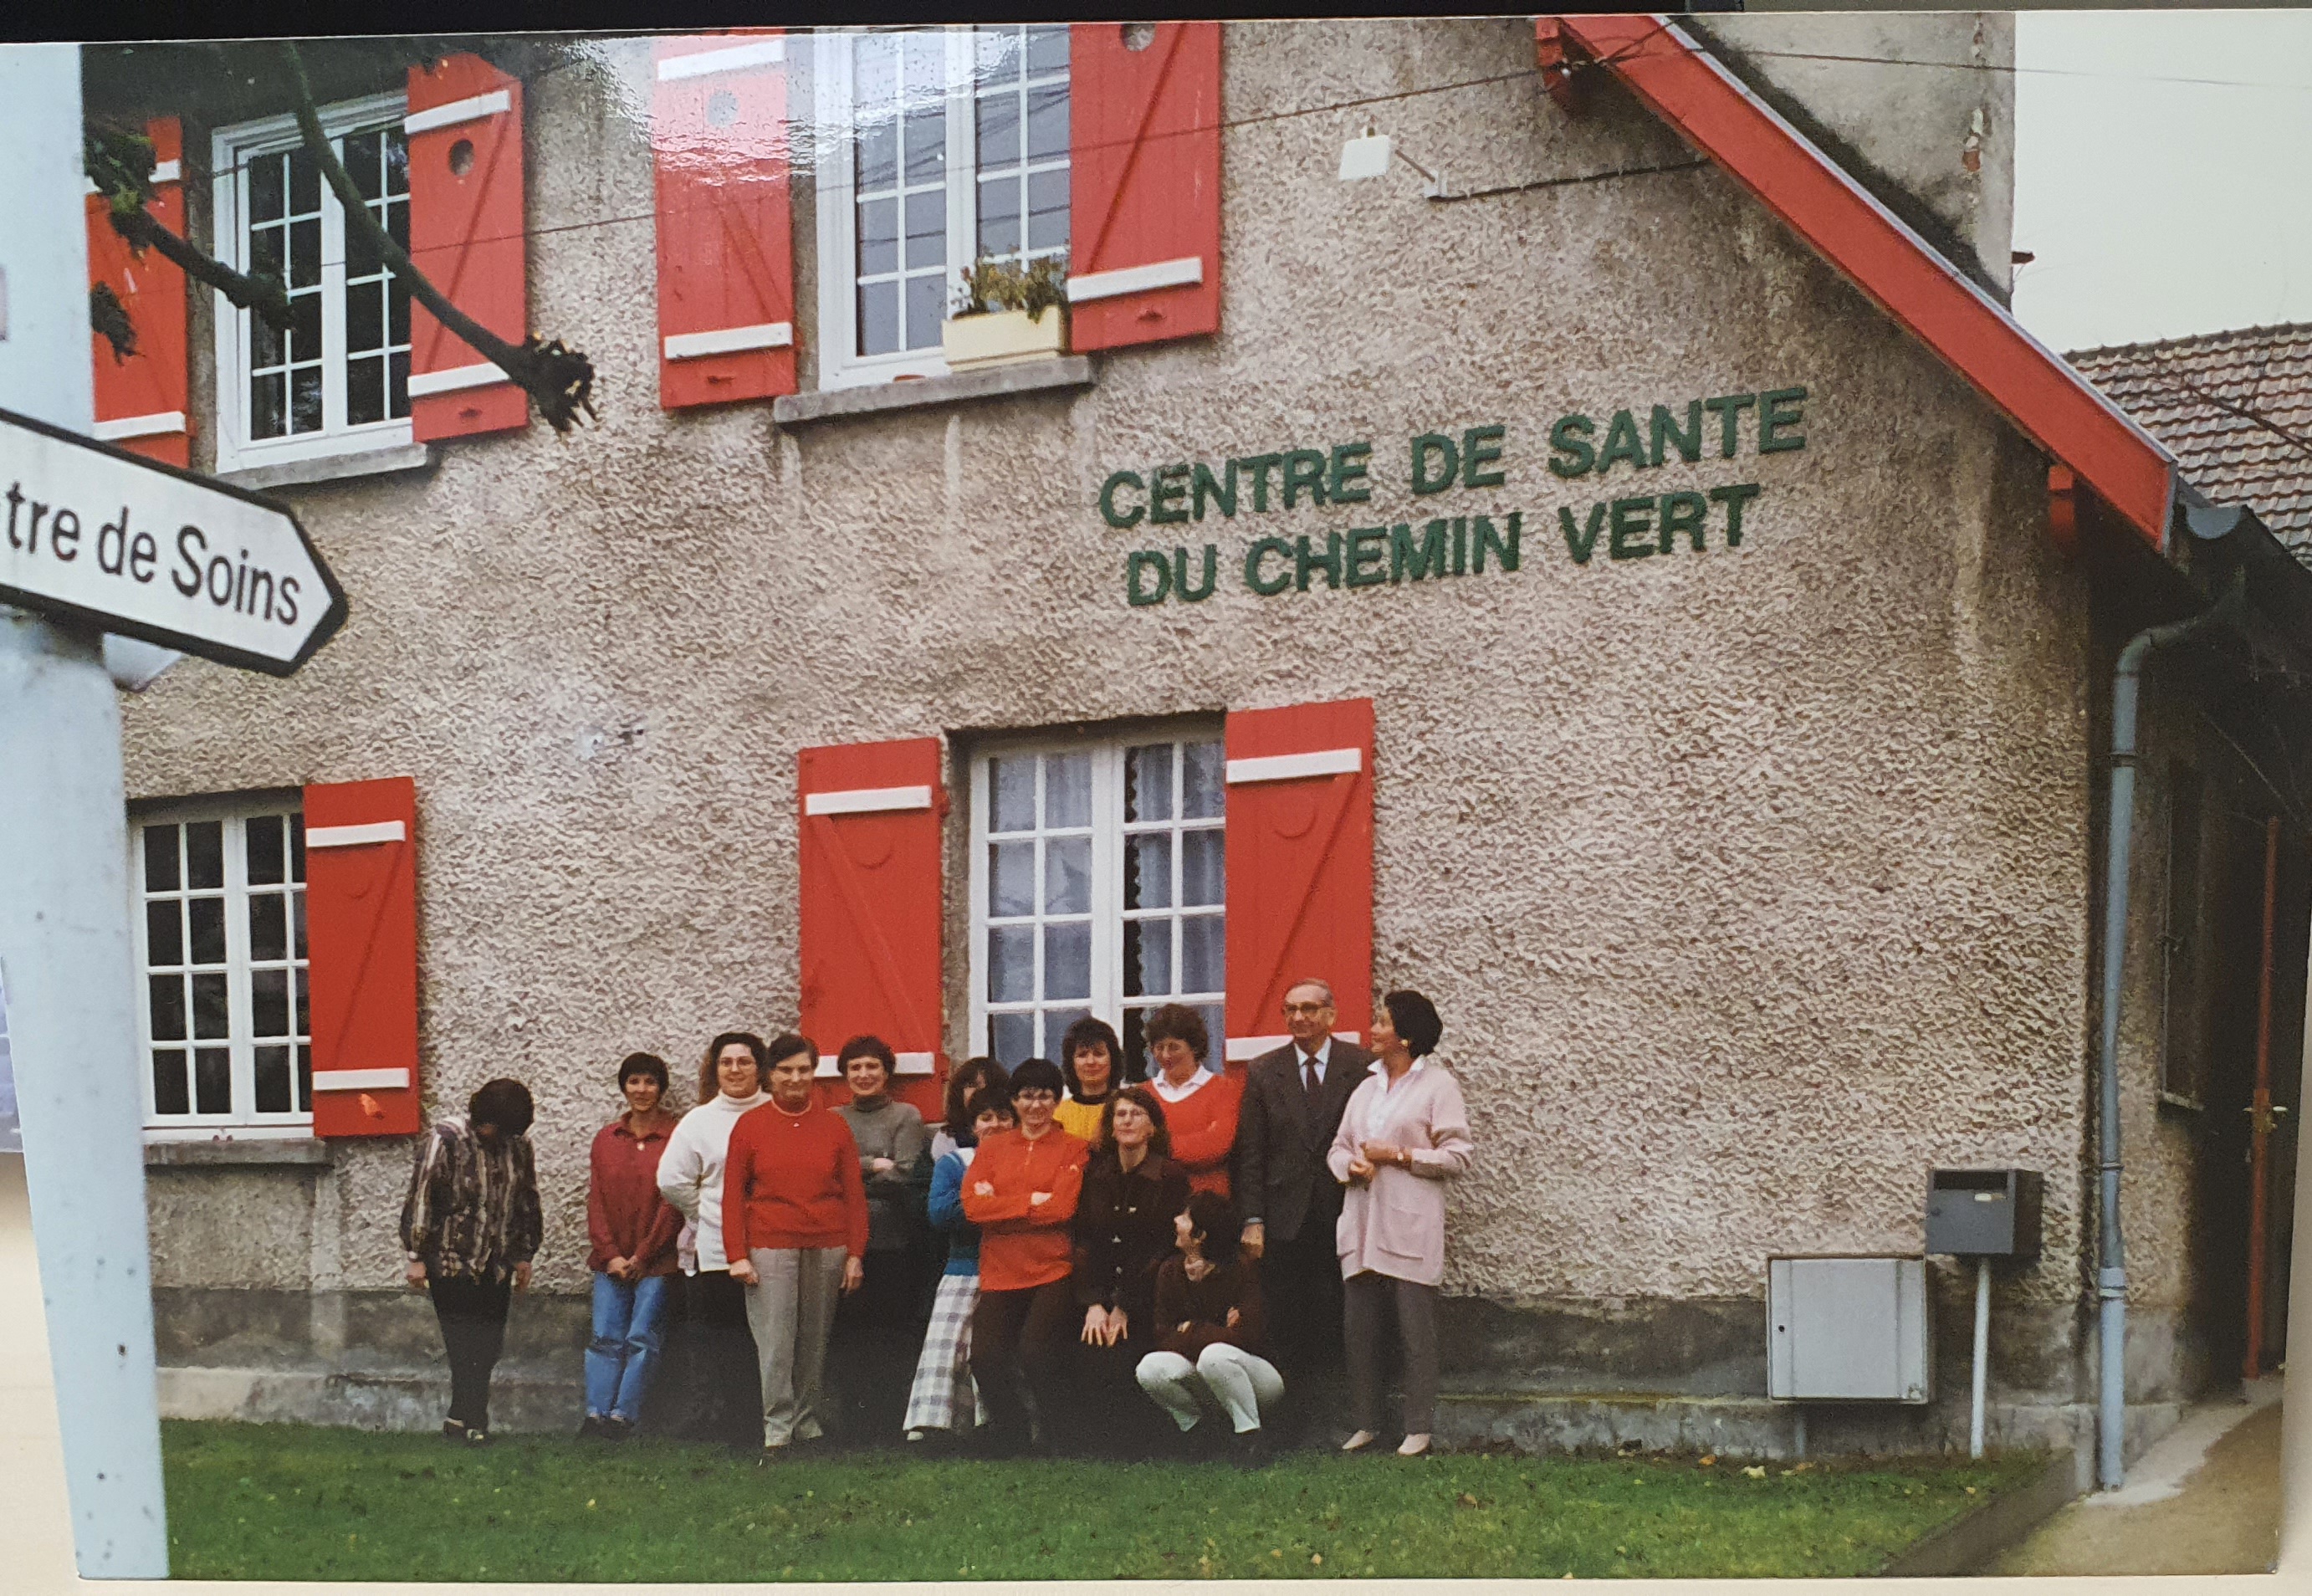 CENTRE DE SANTE
DU CHEMIN VERT
tre de Soins